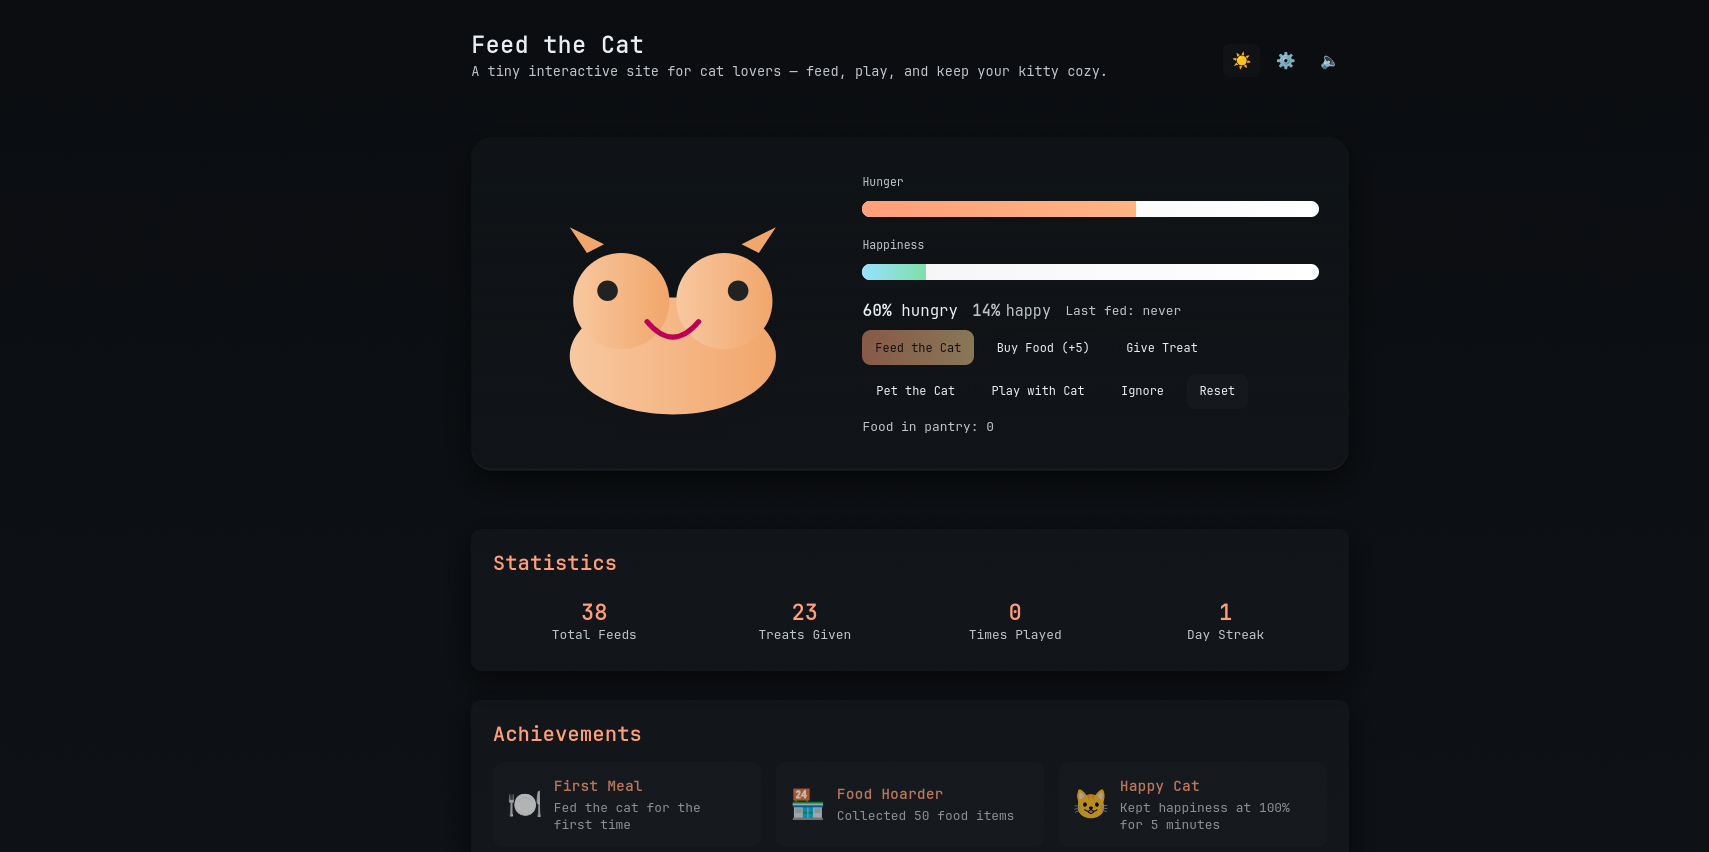 Feed the Cat
A tiny interactive site for cat lovers — feed, play, and keep your kitty cozy.
Hunger
Happiness
60% hungry 14% happy Last fed: never
Feed the Cat Buy Food (+5) Give Treat
Pet the Cat Play with Cat Ignore Reset
Food in pantry: 0
Statistics
38 23 0 1
Total Feeds Treats Given Times Played Day Streak
Achievements
First Meal
Fed the cat for the
first time
24
Food Hoarder
Collected 50 food items
Happy Cat
Kept happiness at 100%
for 5 minutes